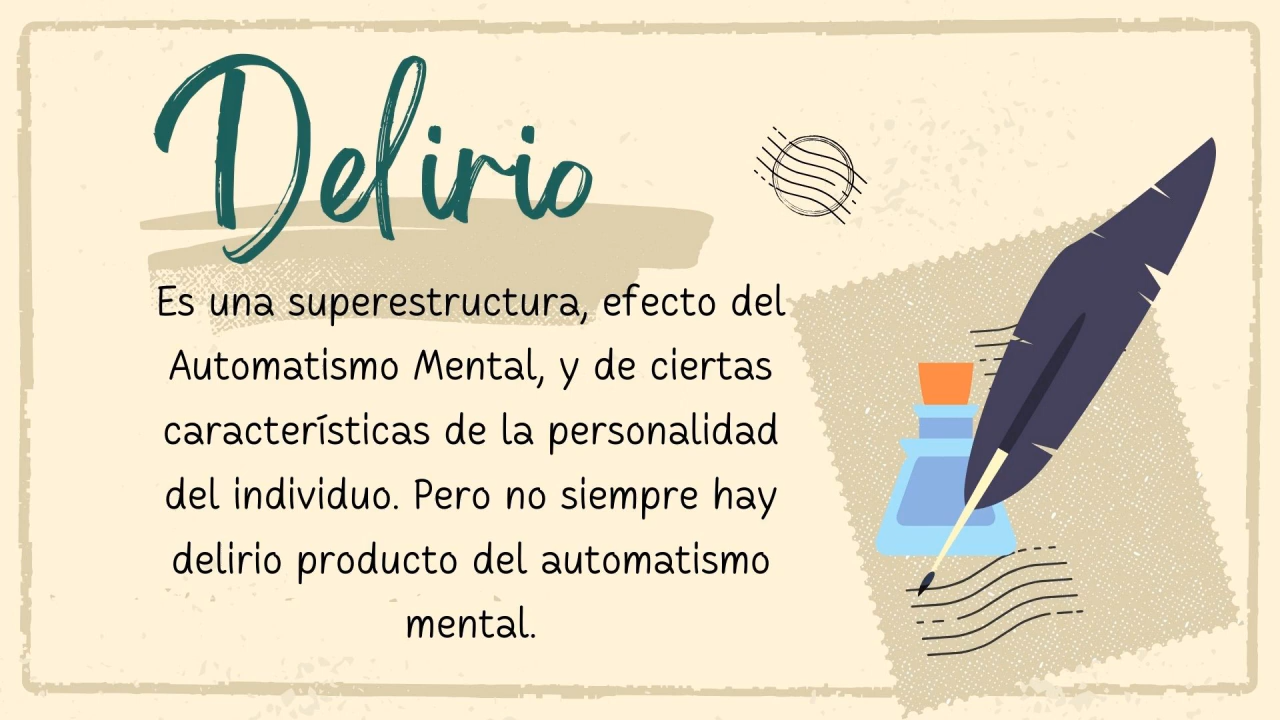 Delirio
Es una superestructura, efecto del
Automatismo Mental, y de ciertas
características de la personalidad
del individuo. Pero no siempre hay
delirio producto del automatismo
mental.